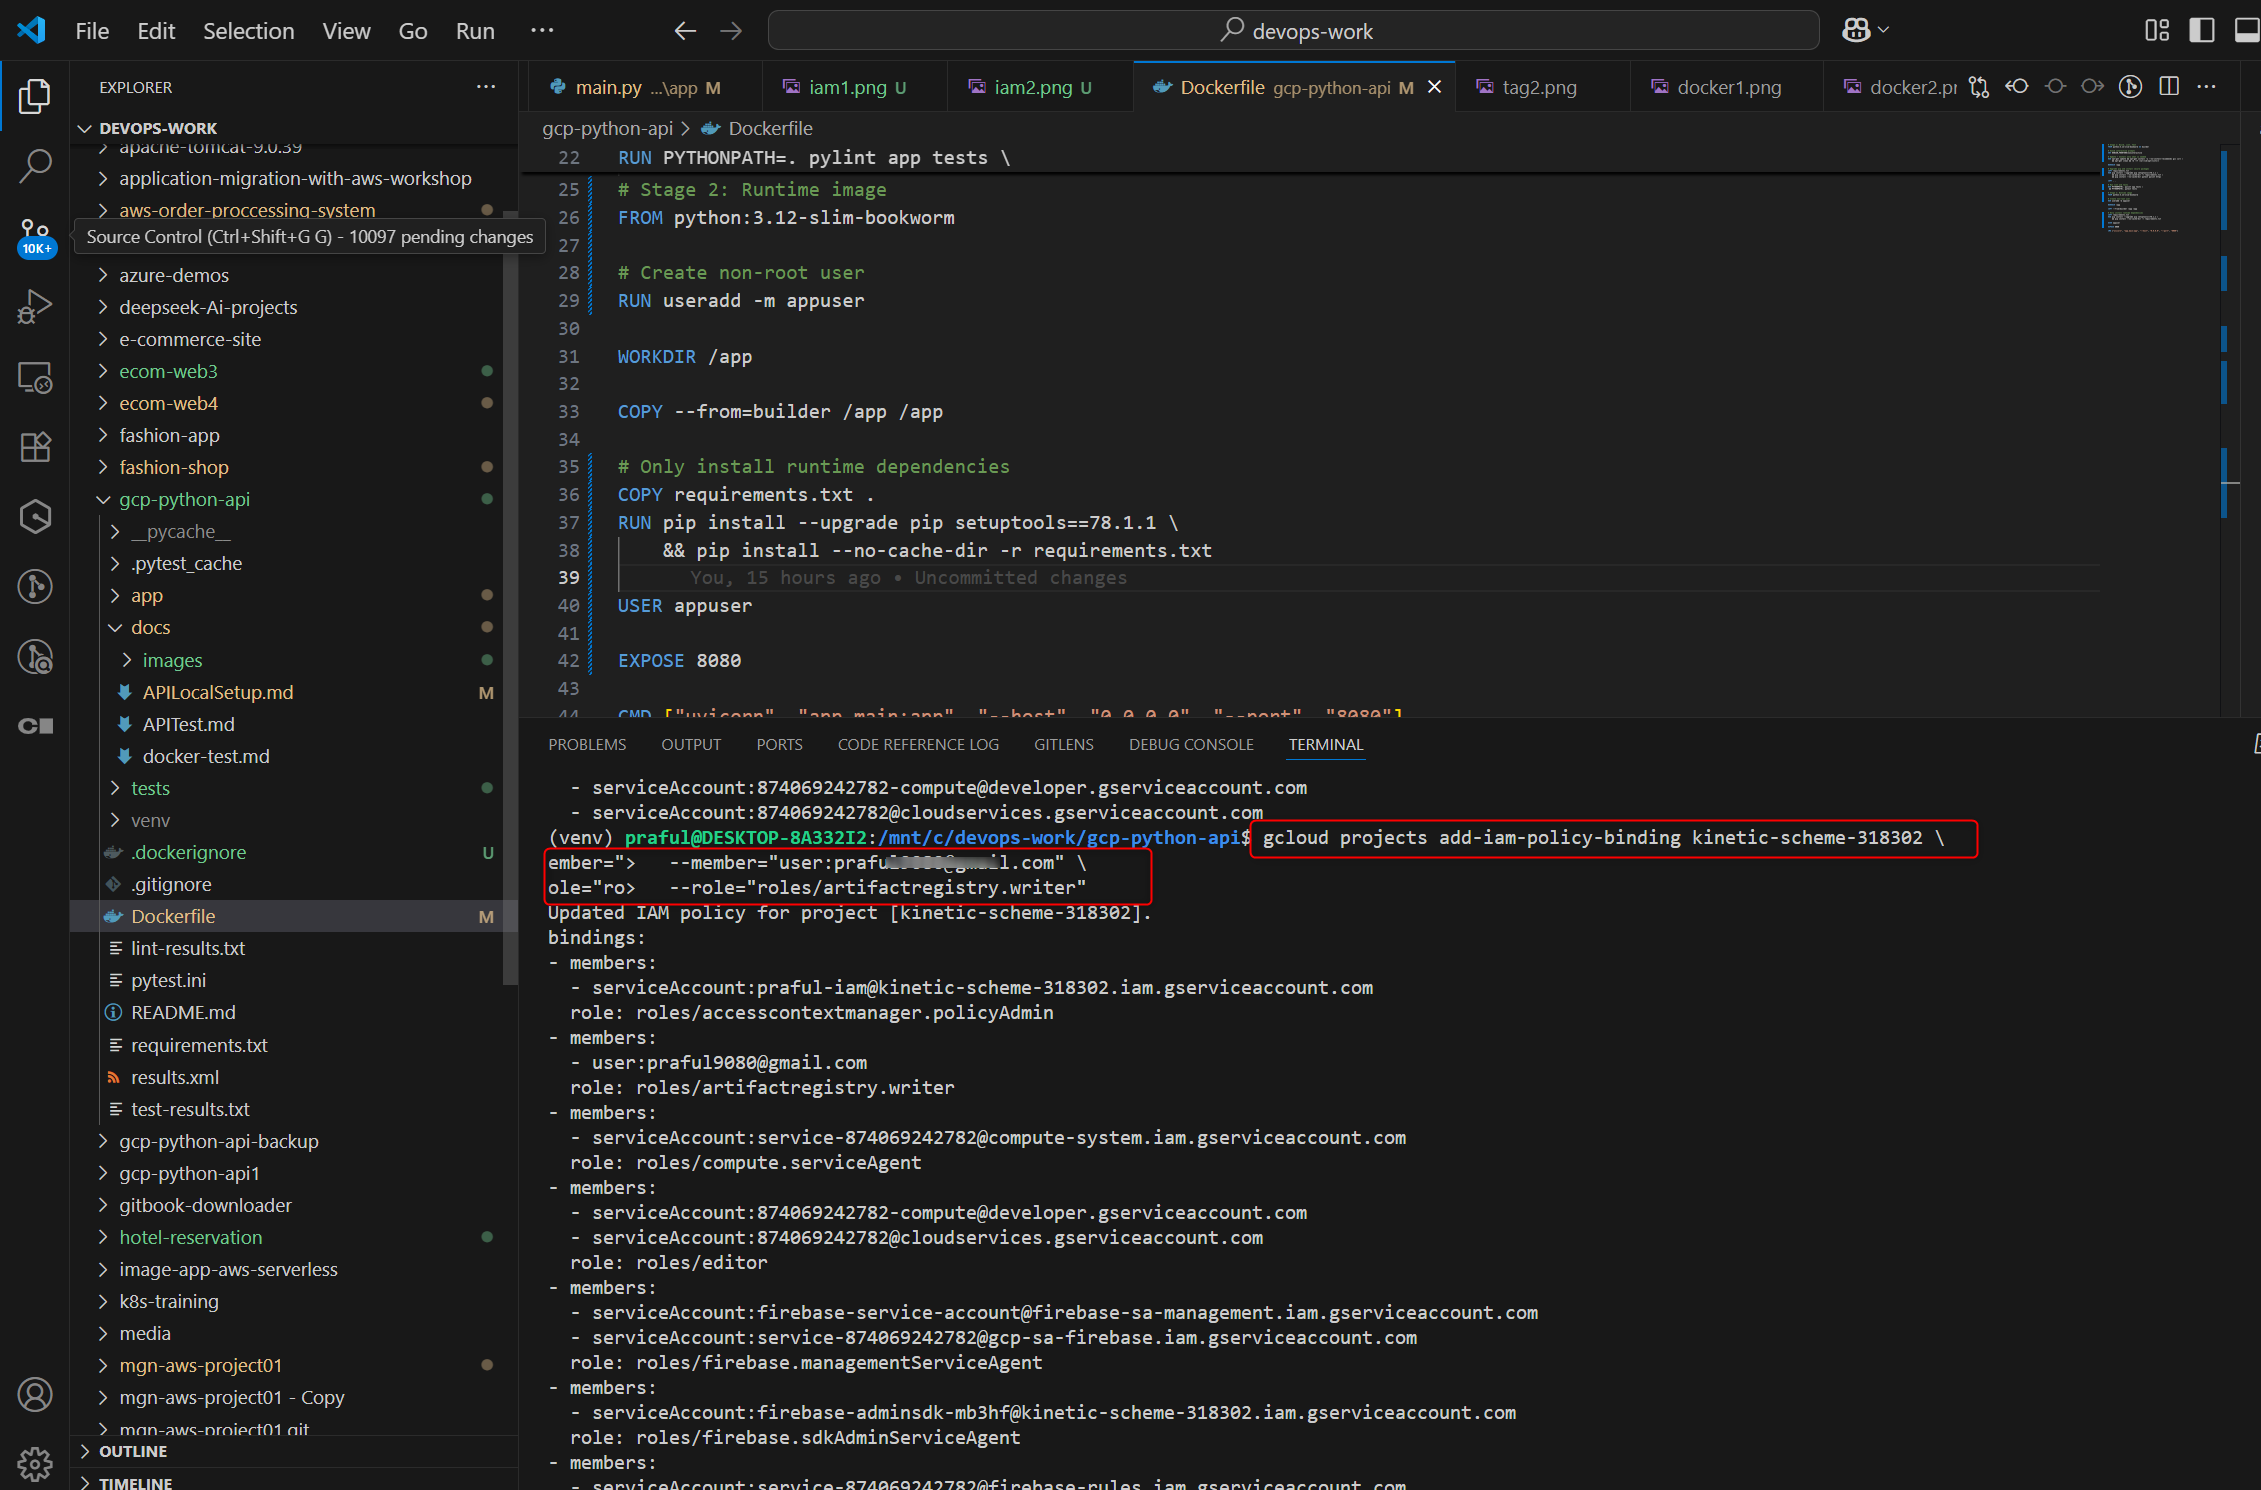 File Edit Selection View Go Run ··· devops-work
EXPLORER ···
DEVOPS-WORK
apache-tomcat-9.0.39
application-migration-with-aws-workshop
aws-order-proccessing-system
10K+
Source Control (Ctrl+Shift+G G) - 10097 pending changes
azure-demos
deepseek-Ai-projects
e-commerce-site
ecom-web3
ecom-web4
fashion-app
fashion-shop
gcp-python-api
__pycache__
.pytest_cache
app
docs
images
APILocalSetup.md M
APITest.md
docker-test.md
tests
venv
.dockerignore U
.gitignore
Dockerfile M
lint-results.txt
pytest.ini
README.md
requirements.txt
results.xml
test-results.txt
gcp-python-api-backup
gcp-python-api1
gitbook-downloader
hotel-reservation
image-app-aws-serverless
k8s-training
media
mgn-aws-project01
mgn-aws-project01 - Copy
mgn-aws-project01.git
OUTLINE
TIMELINE
main.py ...\app M iam1.png U iam2.png U Dockerfile gcp-python-api M tag2.png docker1.png docker2.pr
gcp-python-api > Dockerfile
22 RUN PYTHONPATH=. pylint app tests \
25 # Stage 2: Runtime image
26 FROM python:3.12-slim-bookworm
27
28 # Create non-root user
29 RUN useradd -m appuser
30
31 WORKDIR /app
32
33 COPY --from=builder /app /app
34
35 # Only install runtime dependencies
36 COPY requirements.txt .
37 RUN pip install --upgrade pip setuptools==78.1.1 \
38 && pip install --no-cache-dir -r requirements.txt
39 You, 15 hours ago • Uncommitted changes
40 USER appuser
41
42 EXPOSE 8080
43
44 CMD ["uvicorn", "app.main:app", "--host", "0.0.0.0", "--port", "8080"]
PROBLEMS OUTPUT PORTS CODE REFERENCE LOG GITLENS DEBUG CONSOLE TERMINAL
- serviceAccount:874069242782-compute@developer.gserviceaccount.com
- serviceAccount:874069242782@cloudservices.gserviceaccount.com
(venv) praful@DESKTOP-8A332I2:/mnt/c/devops-work/gcp-python-api$ gcloud projects add-iam-policy-binding kinetic-scheme-318302 \
ember="> --member="user:praful9080@gmail.com" \
ole="ro> --role="roles/artifactregistry.writer"
Updated IAM policy for project [kinetic-scheme-318302].
bindings:
- members:
- serviceAccount:praful-iam@kinetic-scheme-318302.iam.gserviceaccount.com
role: roles/accesscontextmanager.policyAdmin
- members:
- user:praful9080@gmail.com
role: roles/artifactregistry.writer
- members:
- serviceAccount:service-874069242782@compute-system.iam.gserviceaccount.com
role: roles/compute.serviceAgent
- members:
- serviceAccount:874069242782-compute@developer.gserviceaccount.com
- serviceAccount:874069242782@cloudservices.gserviceaccount.com
role: roles/editor
- members:
- serviceAccount:firebase-service-account@firebase-sa-management.iam.gserviceaccount.com
- serviceAccount:service-874069242782@gcp-sa-firebase.iam.gserviceaccount.com
role: roles/firebase.managementServiceAgent
- members:
- serviceAccount:firebase-adminsdk-mb3hf@kinetic-scheme-318302.iam.gserviceaccount.com
role: roles/firebase.sdkAdminServiceAgent
- members:
- serviceAccount:service-874069242782@firebase-rules.iam.gserviceaccount.com